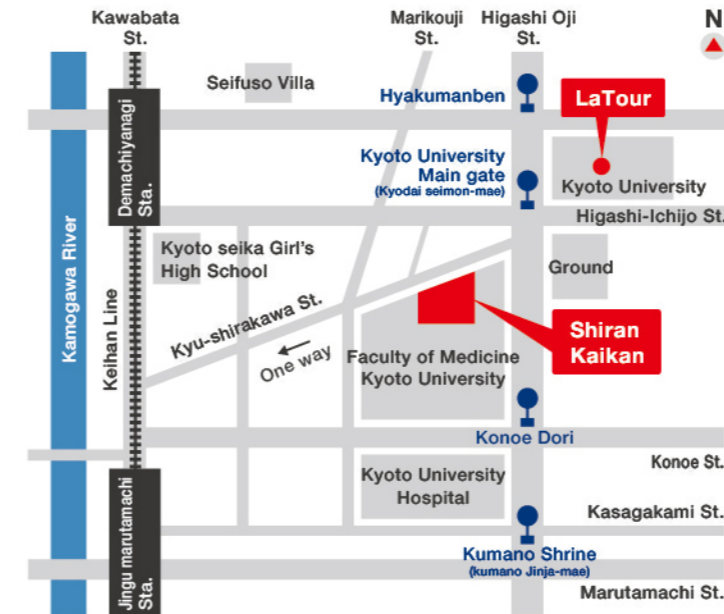 Kawabata
St.
Marikouji
St.
Higashi Oji
St.
N
Seifuso Villa
Hyakumanben
LaTour
Demachiyanagi
Sta.
Kyoto University
Main gate
(Kyodai seimon-mae)
Kyoto University
Higashi-Ichijo St.
Kamogawa River
Keihan Line
Kyoto seika Girl's
High School
Ground
Kyu-shirakawa St.
One way
Shiran
Kaikan
Faculty of Medicine
Kyoto University
Konoe Dori
Konoe St.
Kyoto University
Hospital
Kasagakami St.
Jingu marutamachi
Sta.
Kumano Shrine
(kumano Jinja-mae)
Marutamachi St.